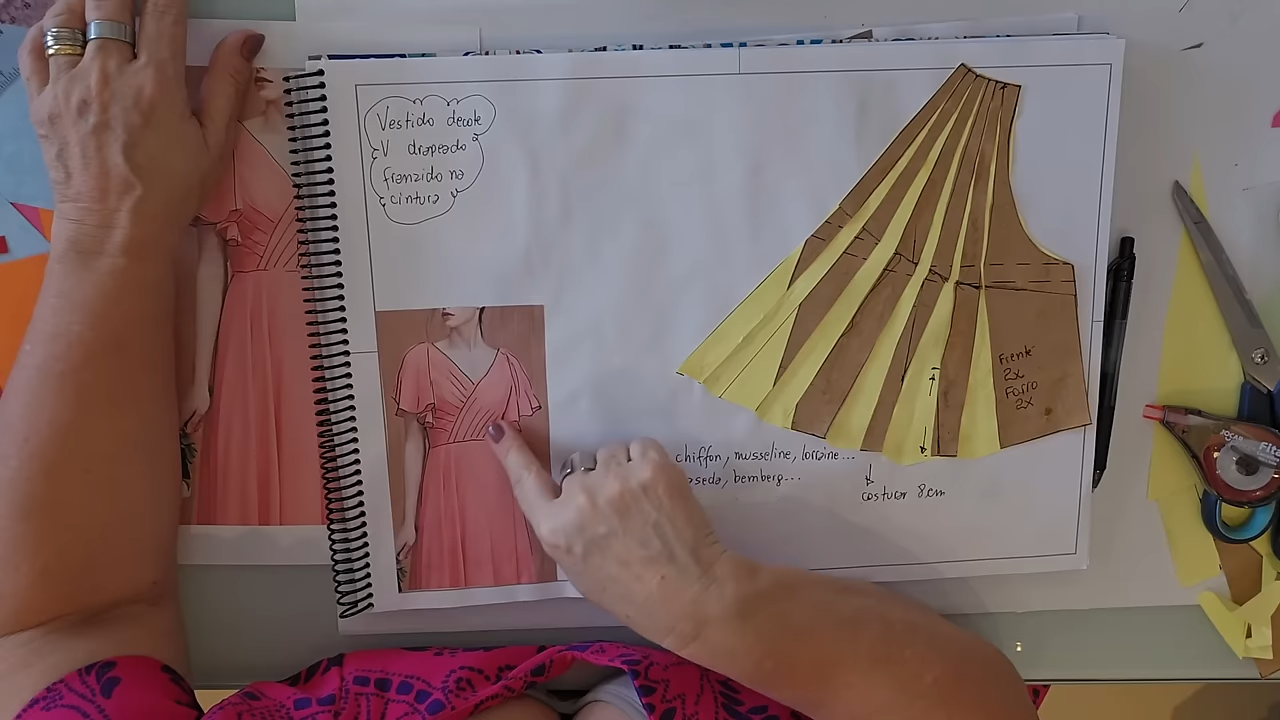 Vestido decote
V drapeado
franzido na
cintura
Frente
2x
Forro
2x
chiffon, musseline, lorraine...
seda, bemberg...
costurar 8cm